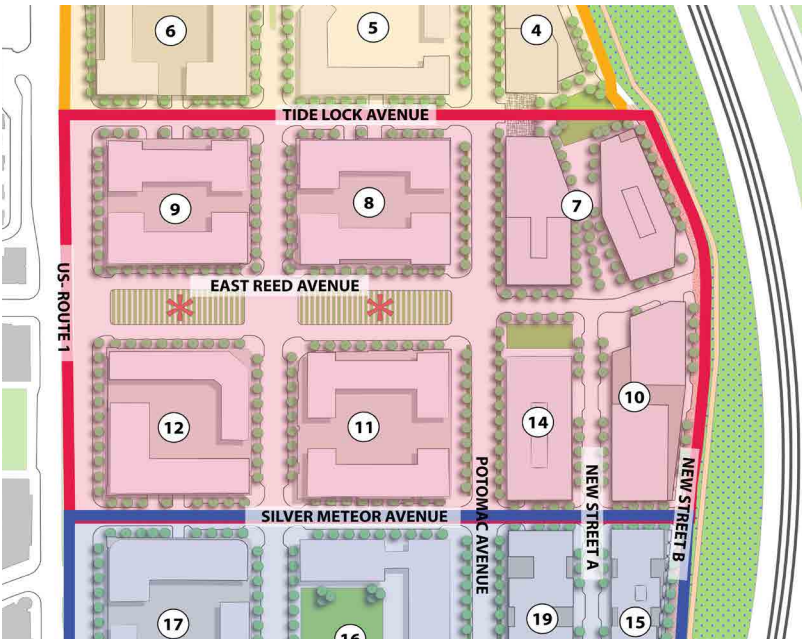 6
5
4
TIDE LOCK AVENUE
9
8
7
EAST REED AVENUE
US- ROUTE 1
12
11
14
10
POTOMAC AVENUE
NEW STREET A
NEW STREET B
SILVER METEOR AVENUE
17
16
19
15